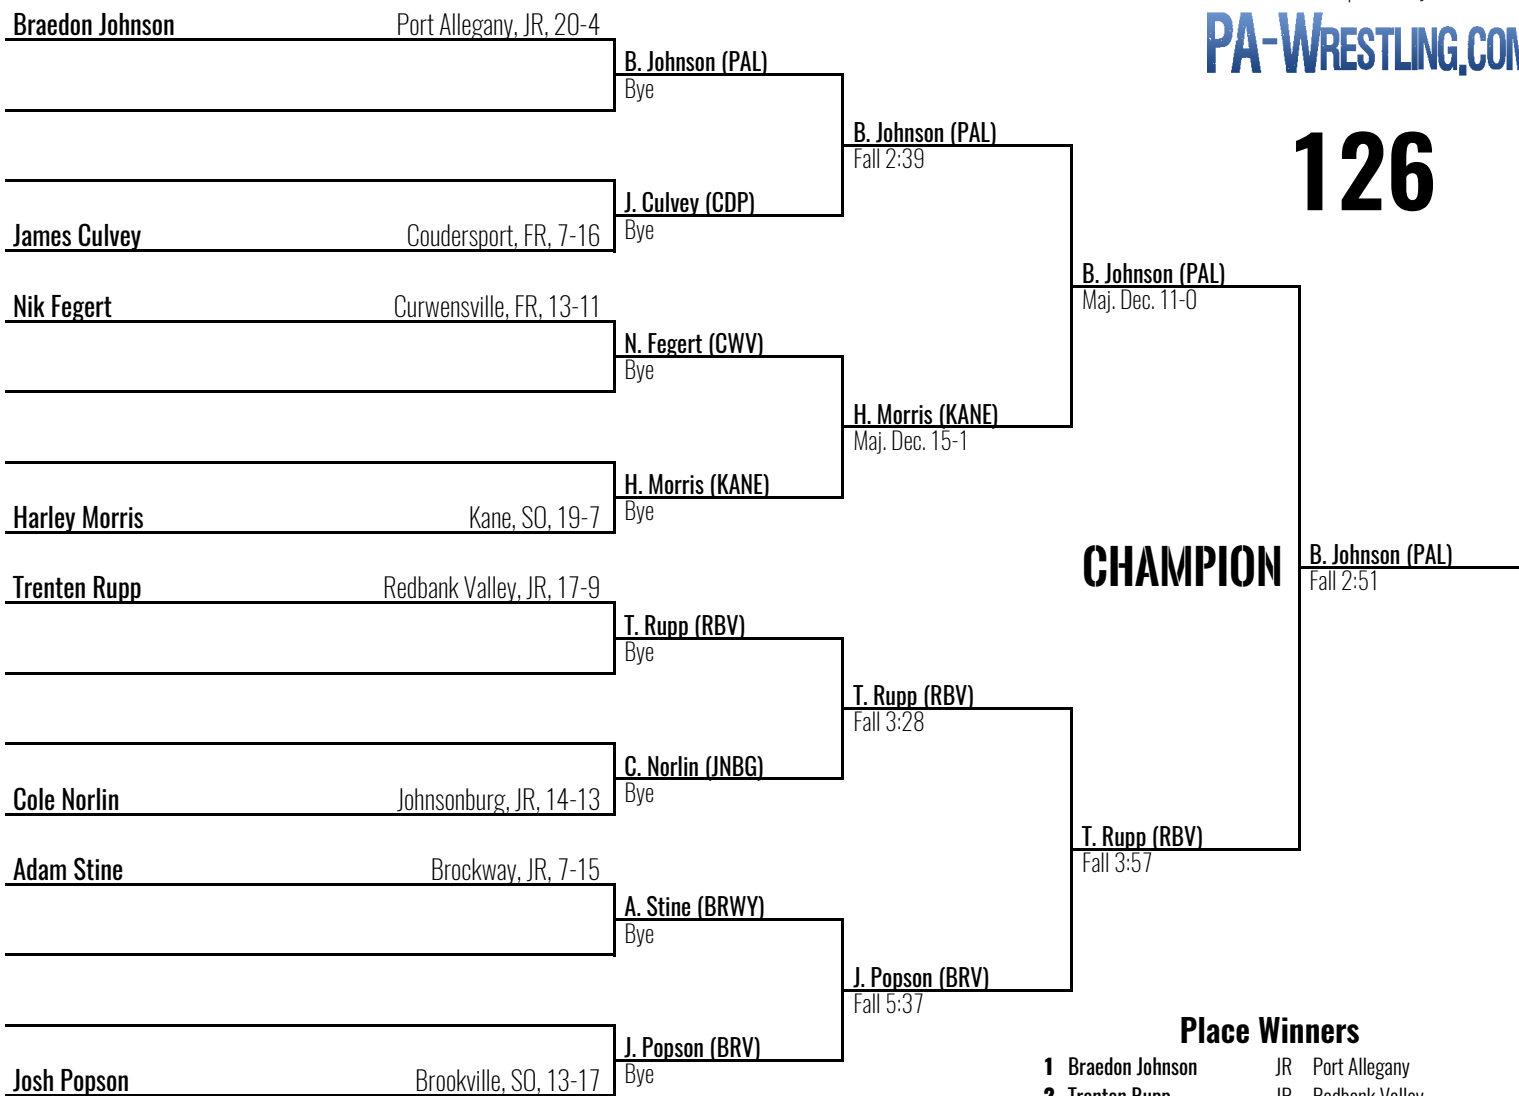 Braedon Johnson Port Allegany, JR, 20-4
B. Johnson (PAL)
Bye
B. Johnson (PAL)
Fall 2:39
J. Culvey (CDP)
Bye
James Culvey Coudersport, FR, 7-16
PA-WRESTLING.COM
126
B. Johnson (PAL)
Maj. Dec. 11-0
Nik Fegert Curwensville, FR, 13-11
N. Fegert (CWV)
Bye
H. Morris (KANE)
Maj. Dec. 15-1
H. Morris (KANE)
Bye
Harley Morris Kane, SO, 19-7
CHAMPION
B. Johnson (PAL)
Fall 2:51
Trenten Rupp Redbank Valley, JR, 17-9
T. Rupp (RBV)
Bye
T. Rupp (RBV)
Fall 3:28
C. Norlin (JNBG)
Bye
Cole Norlin Johnsonburg, JR, 14-13
T. Rupp (RBV)
Fall 3:57
Adam Stine Brockway, JR, 7-15
A. Stine (BRWY)
Bye
J. Popson (BRV)
Fall 5:37
J. Popson (BRV)
Bye
Josh Popson Brookville, SO, 13-17
Place Winners
1 Braedon Johnson JR Port Allegany
2 Trenten Rupp JR Redbank Valley